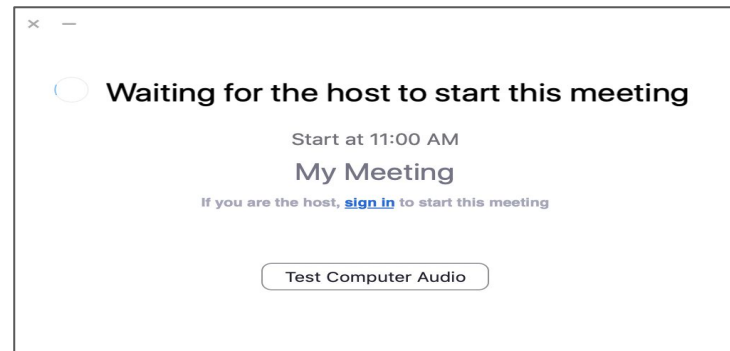 Waiting for the host to start this meeting
Start at 11:00 AM
My Meeting
If you are the host, sign in to start this meeting
Test Computer Audio